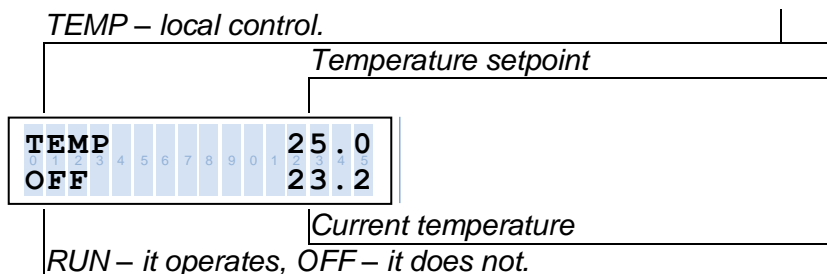 TEMP – local control.
Temperature setpoint
TEMP 25.0
0 1 2 3 4 5 6 7 8 9 0 1 2 3 4 5
OFF 23.2
Current temperature
RUN – it operates, OFF – it does not.